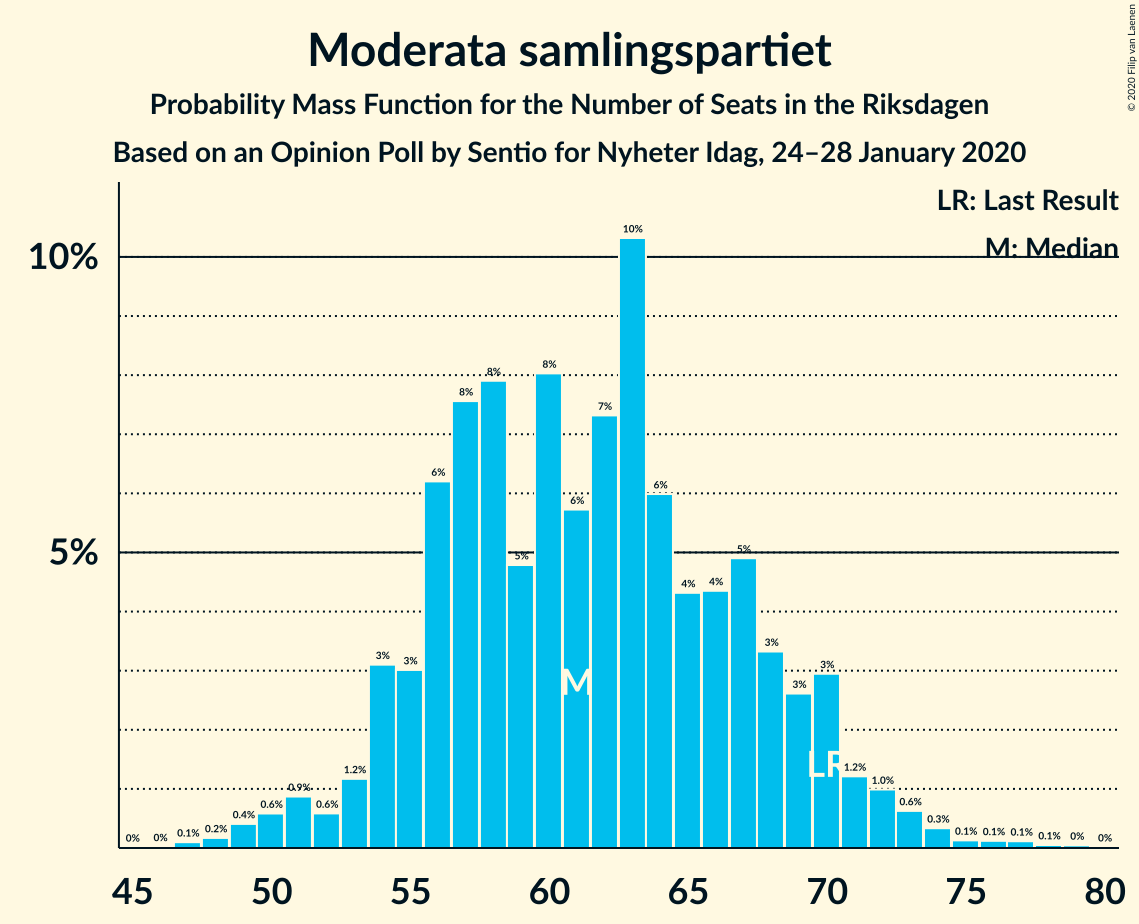 Moderata samlingspartiet
Probability Mass Function for the Number of Seats in the Riksdagen
Based on an Opinion Poll by Sentio for Nyheter Idag, 24–28 January 2020
© 2020 Filip van Laenen
LR: Last Result
M: Median
10%
5%
0% 0% 0.1% 0.2% 0.4% 0.6% 0.9% 0.6% 1.2% 3% 3% 6% 8% 8% 5% 8% 6% 7% 10% 6% 4% 4% 5% 3% 3% 3% 1.2% 1.0% 0.6% 0.3% 0.1% 0.1% 0.1% 0.1% 0% 0%
M
LR
45 50 55 60 65 70 75 80